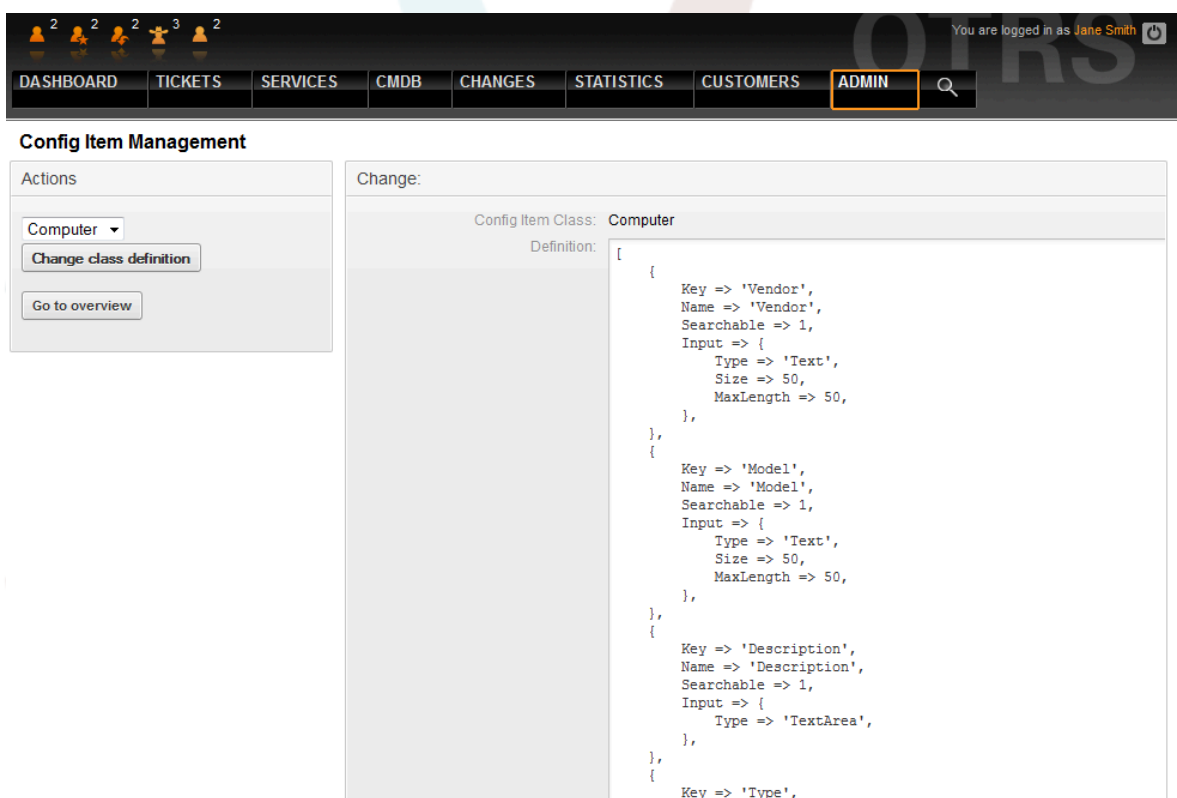 2 2 2 3 2
You are logged in as Jane Smith
OTRS
DASHBOARD TICKETS SERVICES CMDB CHANGES STATISTICS CUSTOMERS ADMIN
Config Item Management
Actions
Computer
Change class definition
Go to overview
Change:
Config Item Class: Computer
Definition:
[
    {
        Key => 'Vendor',
        Name => 'Vendor',
        Searchable => 1,
        Input => {
            Type => 'Text',
            Size => 50,
            MaxLength => 50,
        },
    },
    {
        Key => 'Model',
        Name => 'Model',
        Searchable => 1,
        Input => {
            Type => 'Text',
            Size => 50,
            MaxLength => 50,
        },
    },
    {
        Key => 'Description',
        Name => 'Description',
        Searchable => 1,
        Input => {
            Type => 'TextArea',
        },
    },
    {
        Key => 'Type',